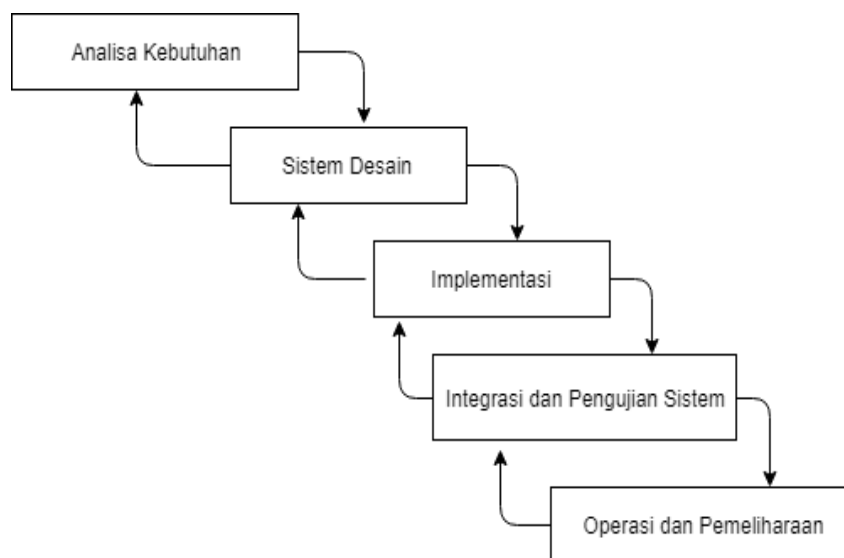 Analisa Kebutuhan
Sistem Desain
Implementasi
Integrasi dan Pengujian Sistem
Operasi dan Pemeliharaan